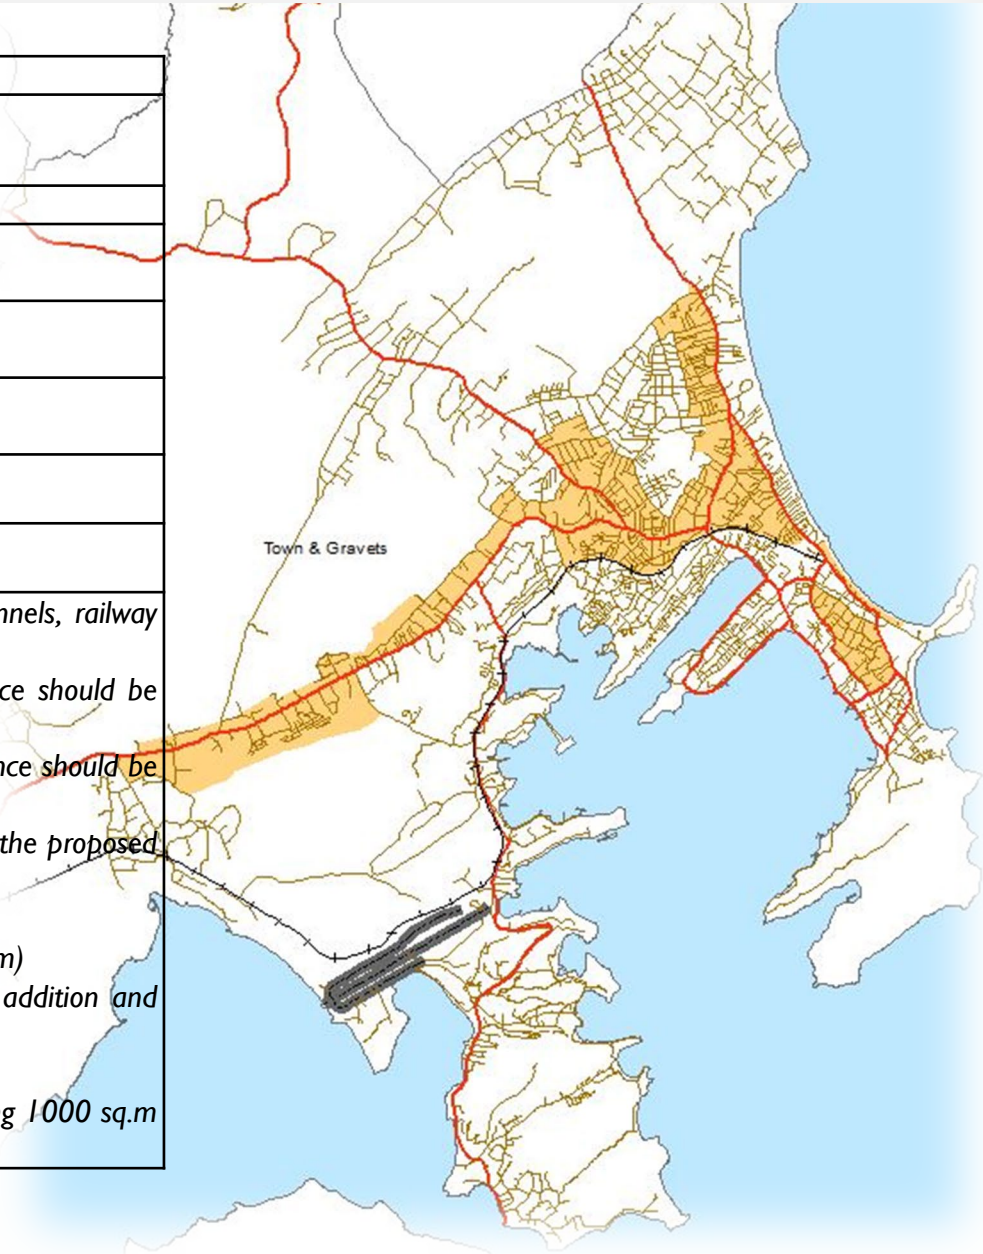 Town & Gravets
nnels, railway
ce should be
nce should be
the proposed
m)
addition and
g 1000 sq.m